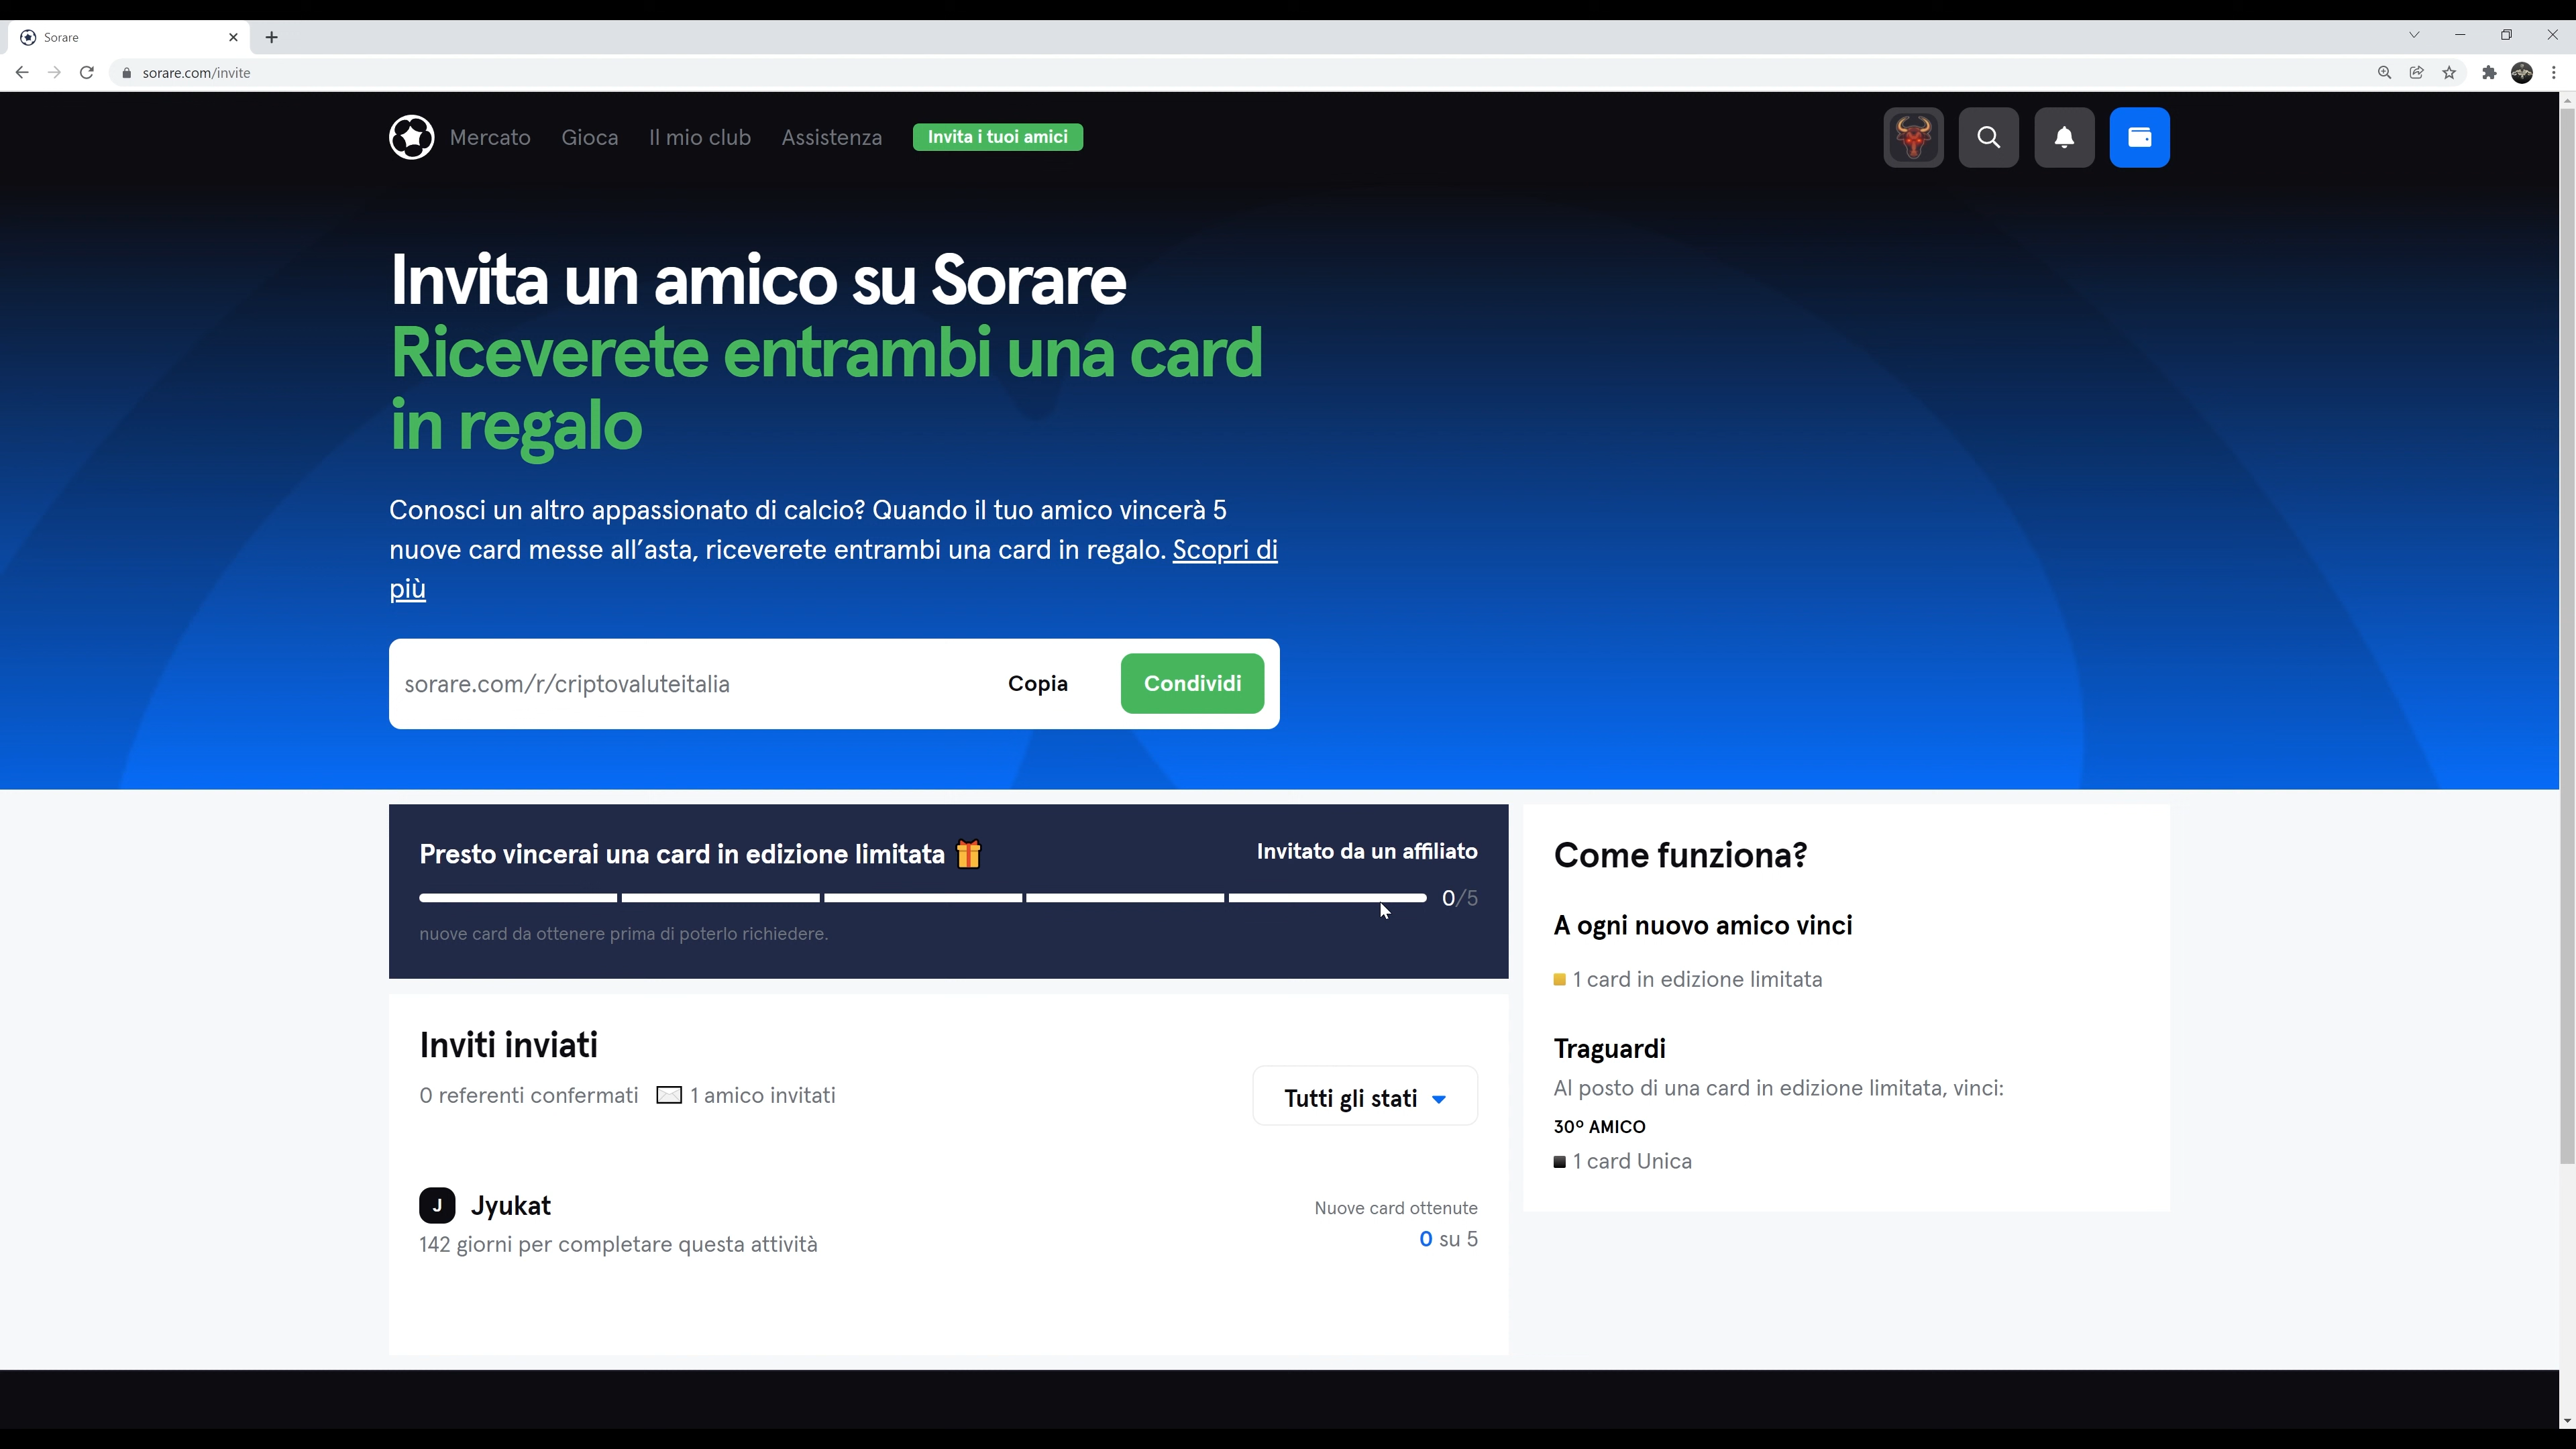 Sorare
sorare.com/invite
Mercato Gioca Il mio club Assistenza Invita i tuoi amici
Invita un amico su Sorare
Riceverete entrambi una card
in regalo
Conosci un altro appassionato di calcio? Quando il tuo amico vincerà 5
nuove card messe all’asta, riceverete entrambi una card in regalo. Scopri di
più
sorare.com/r/criptovaluteitalia Copia Condividi
Presto vincerai una card in edizione limitata 🎁 Invitato da un affiliato
0/5
nuove card da ottenere prima di poterlo richiedere.
Inviti inviati
0 referenti confermati ✉️ 1 amico invitati
Tutti gli stati
J Jyukat
142 giorni per completare questa attività
Nuove card ottenute
0 su 5
Come funziona?
A ogni nuovo amico vinci
1 card in edizione limitata
Traguardi
Al posto di una card in edizione limitata, vinci:
30º AMICO
1 card Unica